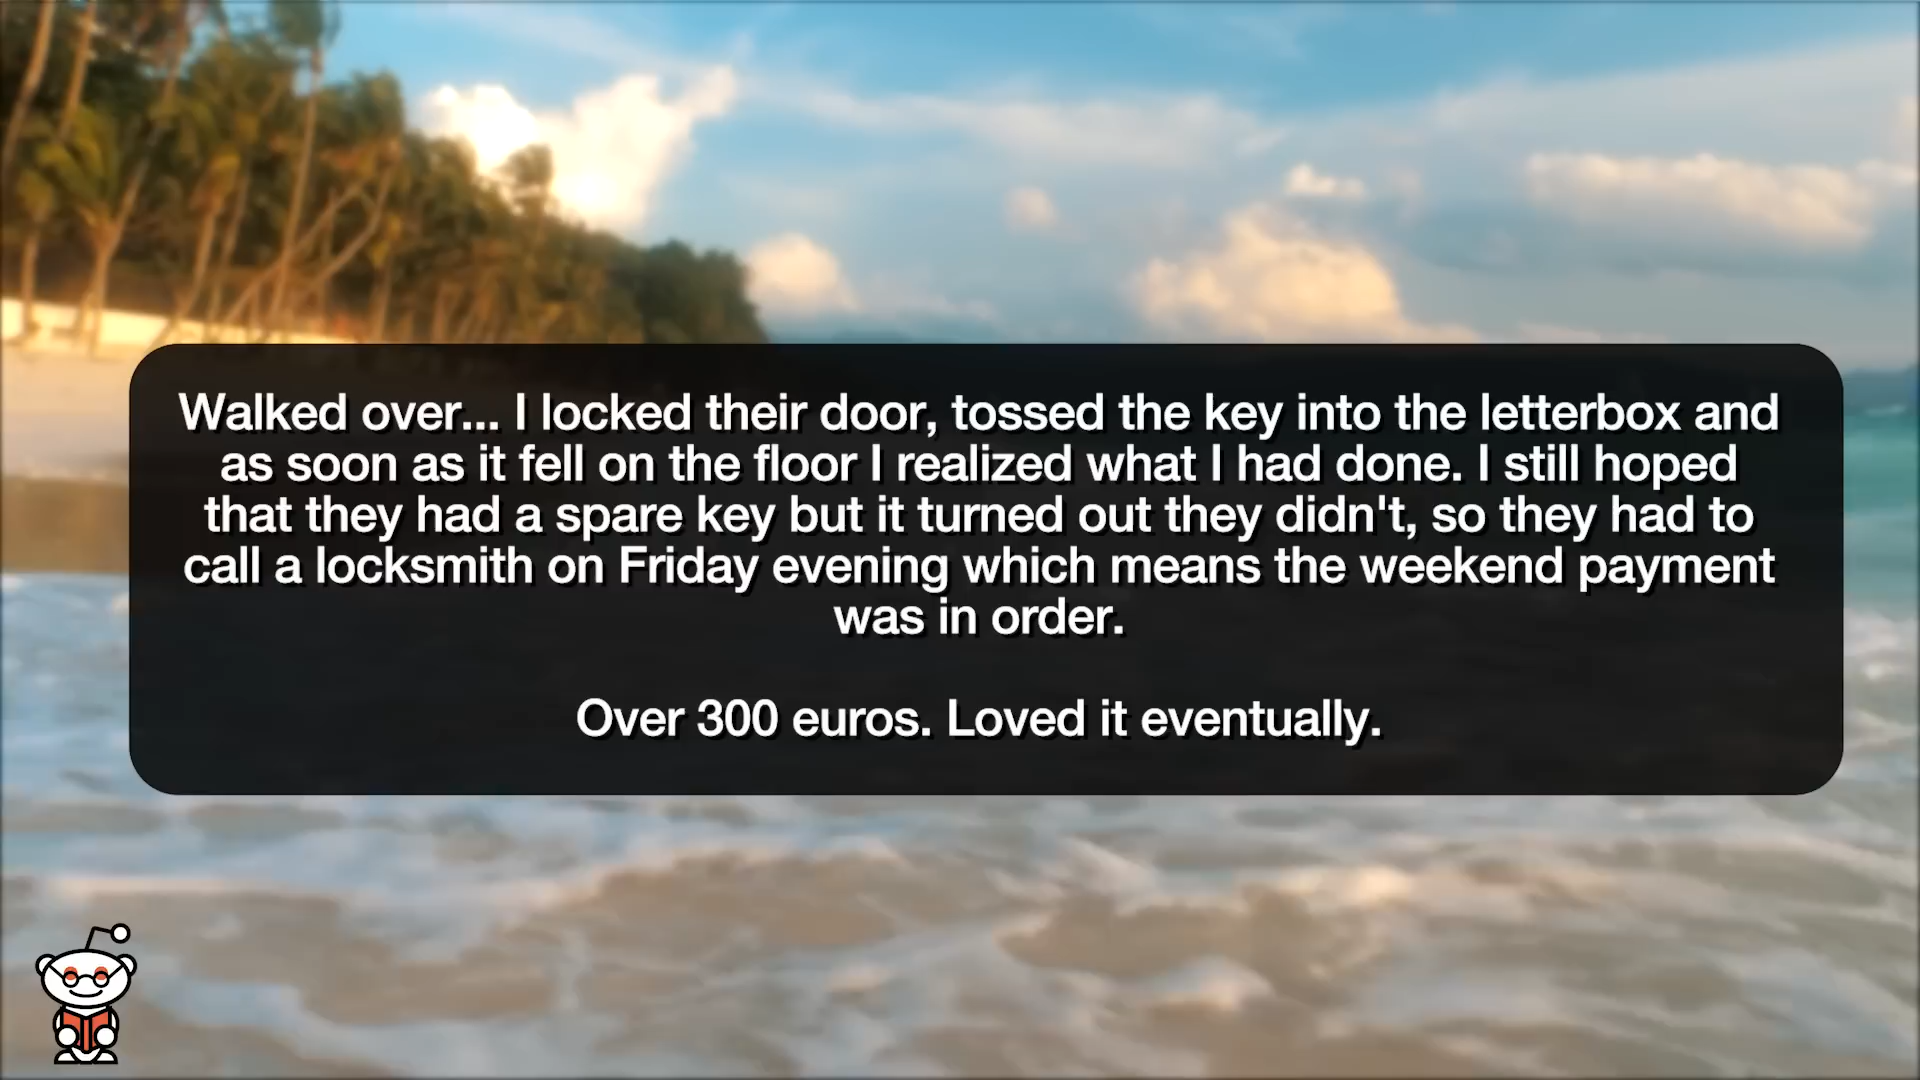 Walked over... I locked their door, tossed the key into the letterbox and
as soon as it fell on the floor I realized what I had done. I still hoped
that they had a spare key but it turned out they didn't, so they had to
call a locksmith on Friday evening which means the weekend payment
was in order.
Over 300 euros. Loved it eventually.